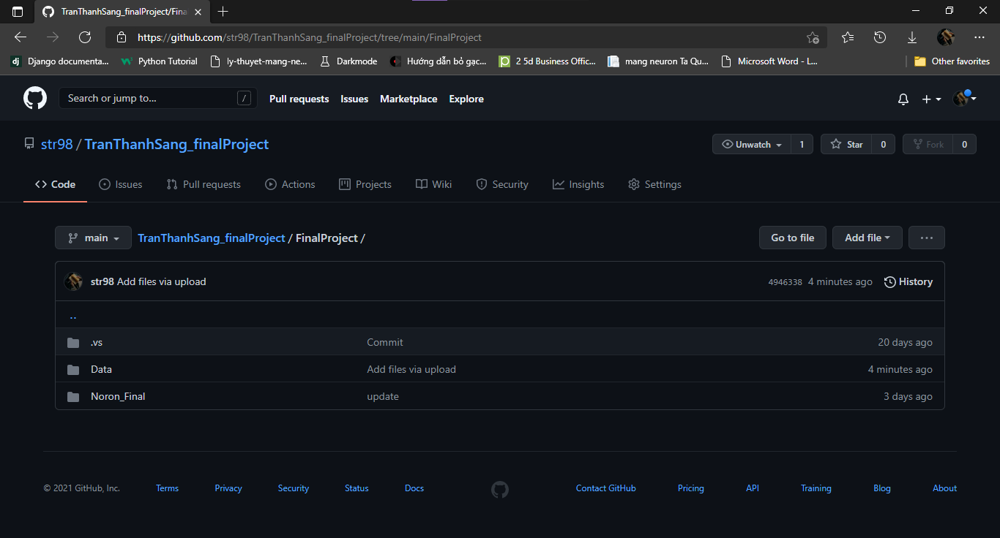 TranThanhSang_finalProject/Fina
https://github.com/str98/TranThanhSang_finalProject/tree/main/FinalProject
dj Django documenta... Python Tutorial ly-thuyet-mang-ne... Darkmode Hướng dẫn bỏ gạc... 2 5d Business Offic... mang neuron Ta Qu... Microsoft Word - L... Other favorites
Search or jump to... / Pull requests Issues Marketplace Explore
str98 / TranThanhSang_finalProject Unwatch 1 Star 0 Fork 0
Code Issues Pull requests Actions Projects Wiki Security Insights Settings
main TranThanhSang_finalProject / FinalProject / Go to file Add file ...
str98 Add files via upload 4946338 4 minutes ago History
..
.vs Commit 20 days ago
Data Add files via upload 4 minutes ago
Noron_Final update 3 days ago
© 2021 GitHub, Inc. Terms Privacy Security Status Docs Contact GitHub Pricing API Training Blog About